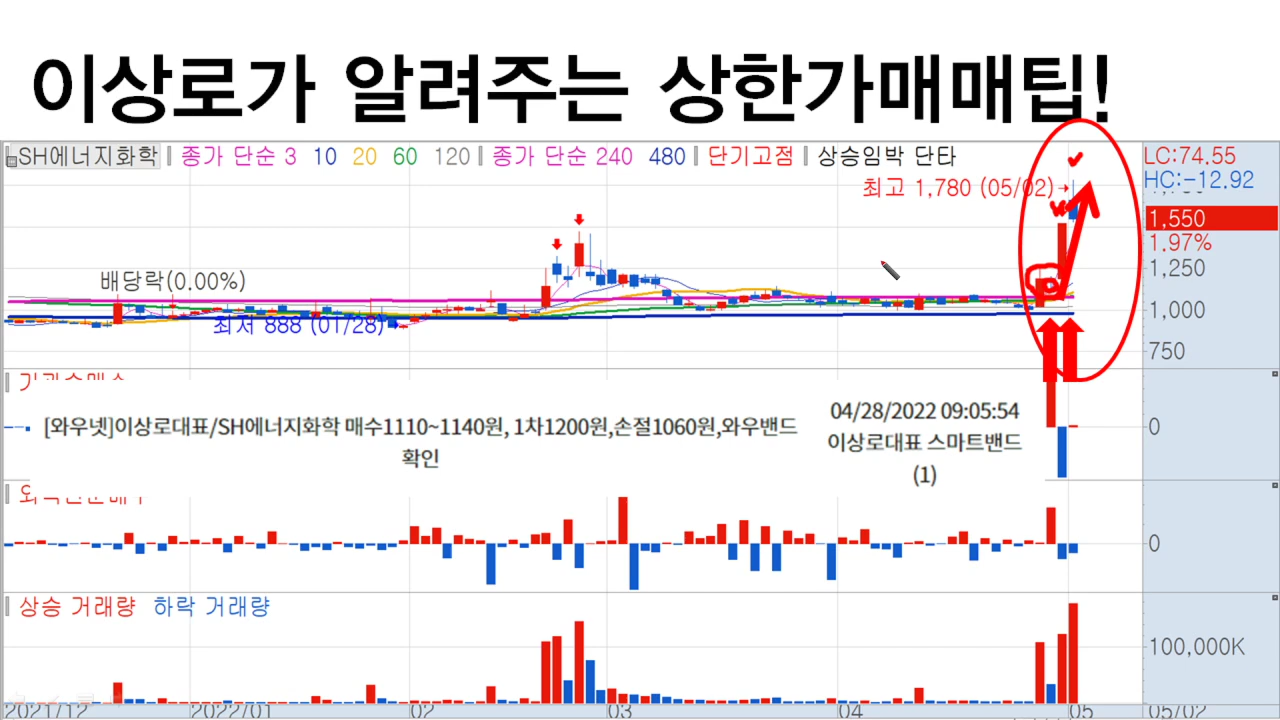 이상로가 알려주는 상한가매매팁!
SH에너지화학 종가 단순 3 10 20 60 120 종가 단순 240 480 단기고점 상승임박 단타
LC:74.55
HC:-12.92
최고 1,780 (05/02)
1,550
1.97%
1,250
배당락(0.00%)
1,000
최저 888 (01/28)
750
[와우넷]이상로대표/SH에너지화학 매수1110~1140원, 1차1200원,손절1060원,와우밴드
확인
04/28/2022 09:05:54
이상로대표 스마트밴드
(1)
0
0
상승 거래량 하락 거래량
100,000K
2021/12 2022/01 02 03 04 05 05/02